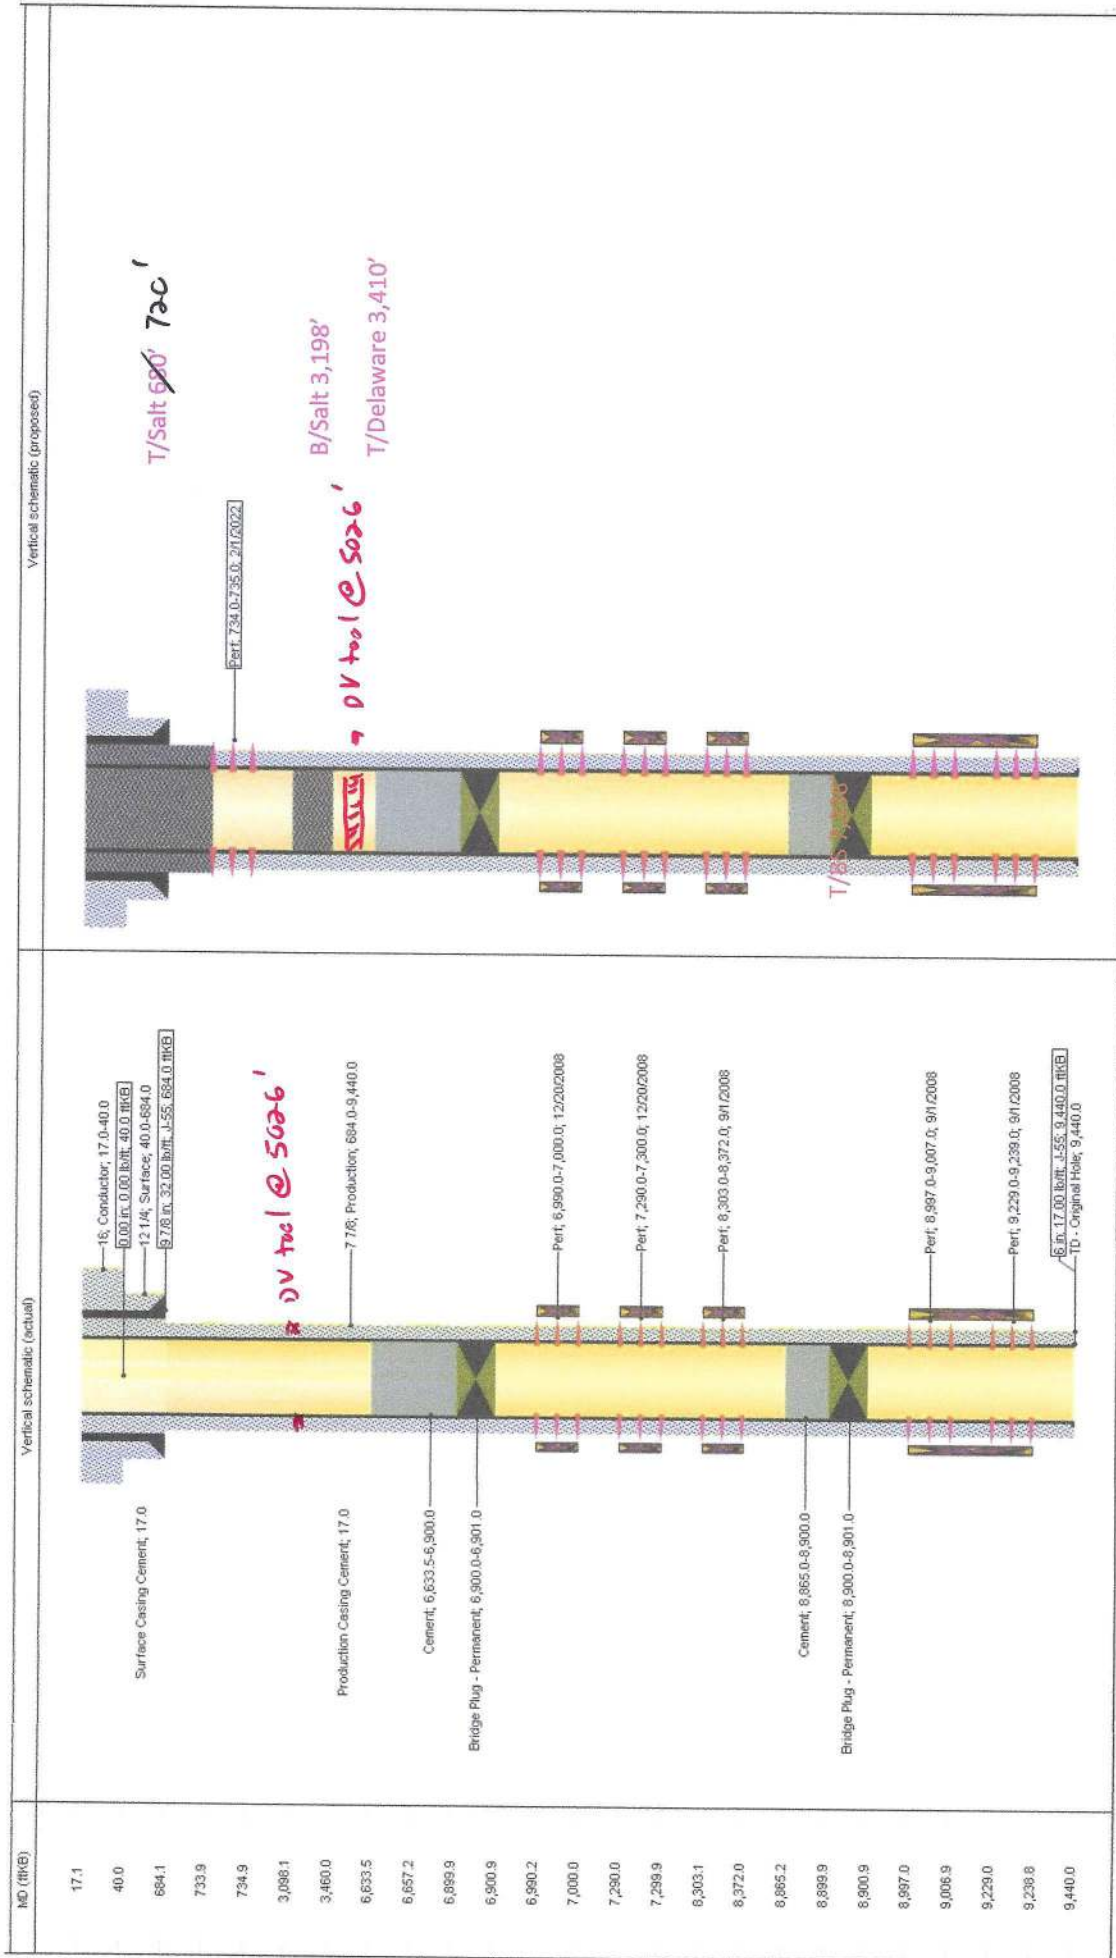 MD (ftKB)
Vertical schematic (actual)
Vertical schematic (proposed)
17.1
40.0
684.1
733.9
734.9
3,098.1
3,460.0
6,633.5
6,657.2
6,899.9
6,900.9
6,990.2
7,000.0
7,290.0
7,299.9
8,303.1
8,372.0
8,865.2
8,899.9
8,900.9
8,997.0
9,006.9
9,229.0
9,238.8
9,440.0
Surface Casing Cement; 17.0
Production Casing Cement; 17.0
Cement; 6,633.5-6,900.0
Bridge Plug - Permanent; 6,900.0-6,901.0
Cement; 8,865.0-8,900.0
Bridge Plug - Permanent; 8,900.0-8,901.0
16; Conductor; 17.0-40.0
0.00 in; 0.00 lb/ft; 40.0 ftKB
12 1/4; Surface; 40.0-684.0
9 7/8 in; 32.00 lb/ft; J-55; 684.0 ftKB
DV tool @ 5026'
7 7/8; Production; 684.0-9,440.0
Perf; 6,990.0-7,000.0; 12/20/2008
Perf; 7,290.0-7,300.0; 12/20/2008
Perf; 8,303.0-8,372.0; 9/1/2008
Perf; 8,997.0-9,007.0; 9/1/2008
Perf; 9,229.0-9,239.0; 9/1/2008
6 in; 17.00 lb/ft; J-55; 9,440.0 ftKB
TD - Original Hole; 9,440.0
T/Salt 680' 720'
Perf; 734.0-735.0; 2/1/2022
B/Salt 3,198'
DV tool @ 5026'
T/Delaware 3,410'
T/BS